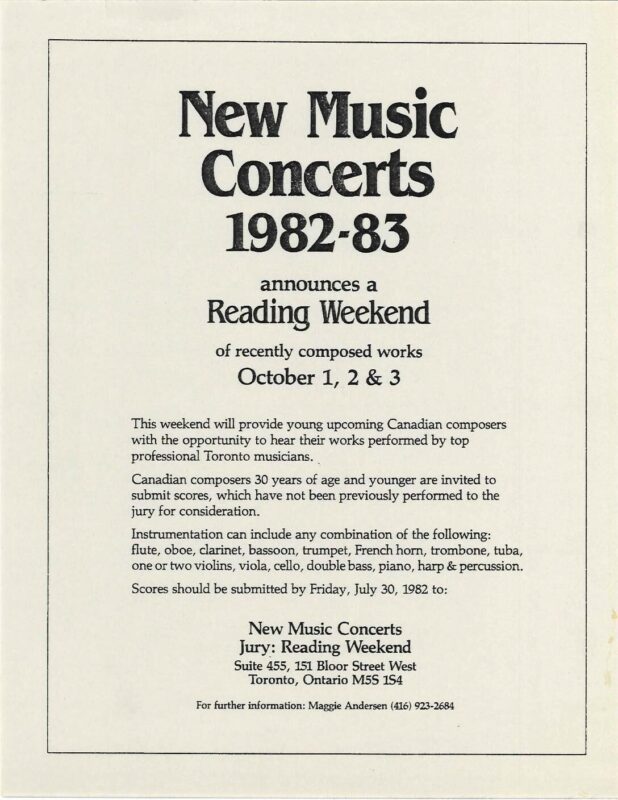 New Music
Concerts
1982-83
announces a
Reading Weekend
of recently composed works
October 1, 2 & 3
This weekend will provide young upcoming Canadian composers
with the opportunity to hear their works performed by top
professional Toronto musicians.
Canadian composers 30 years of age and younger are invited to
submit scores, which have not been previously performed to the
jury for consideration.
Instrumentation can include any combination of the following:
flute, oboe, clarinet, bassoon, trumpet, French horn, trombone, tuba,
one or two violins, viola, cello, double bass, piano, harp & percussion.
Scores should be submitted by Friday, July 30, 1982 to:
New Music Concerts
Jury: Reading Weekend
Suite 455, 151 Bloor Street West
Toronto, Ontario M5S 1S4
For further information: Maggie Andersen (416) 923-2684